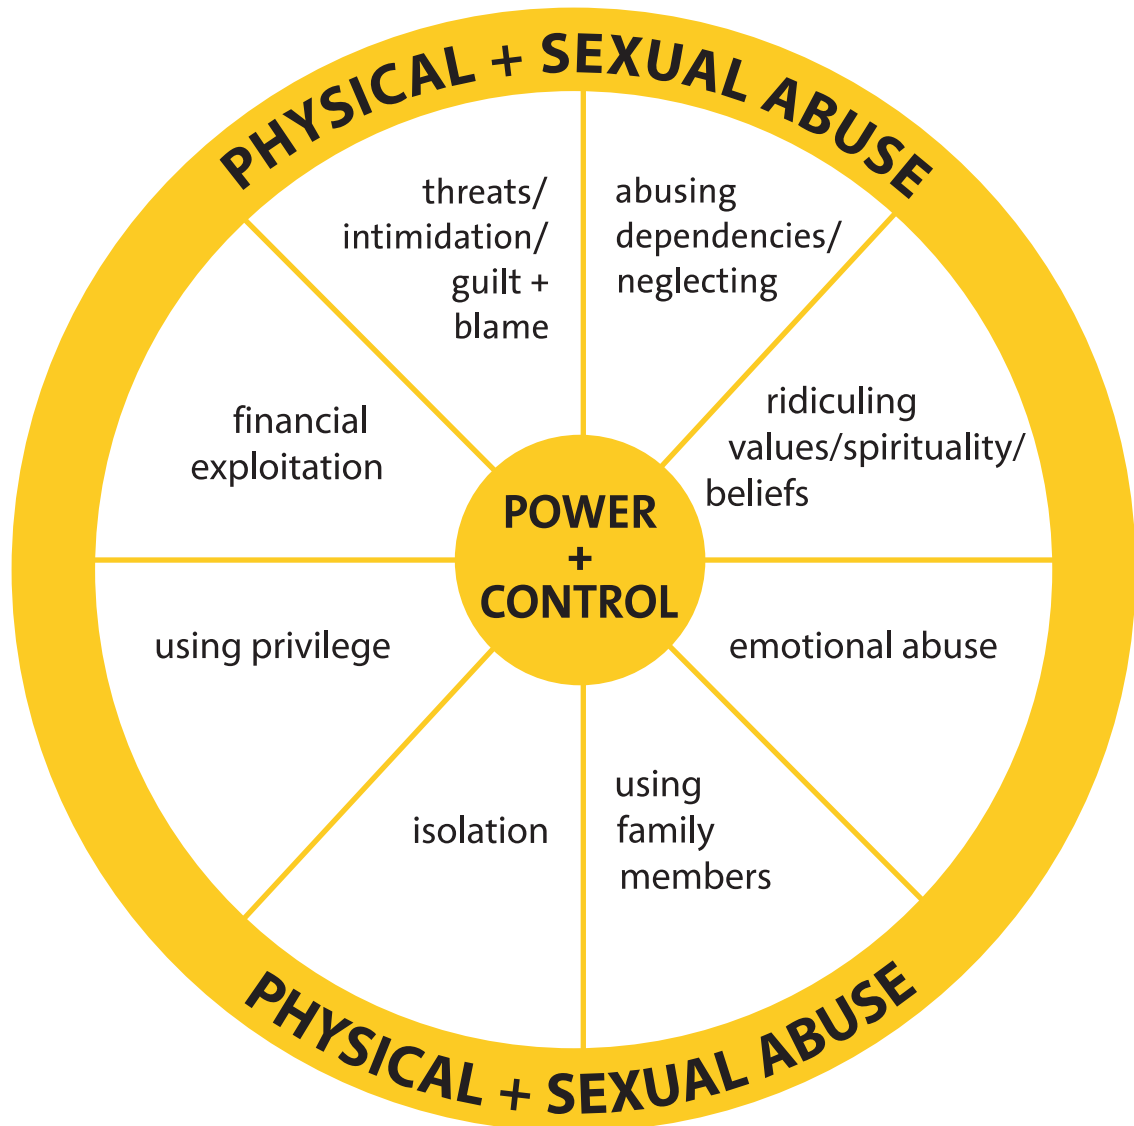 PHYSICAL + SEXUAL ABUSE
threats/
intimidation/
guilt +
blame
abusing
dependencies/
neglecting
financial
exploitation
ridiculing
values/spirituality/
beliefs
POWER
+
CONTROL
using privilege
emotional abuse
isolation
using
family
members
PHYSICAL + SEXUAL ABUSE